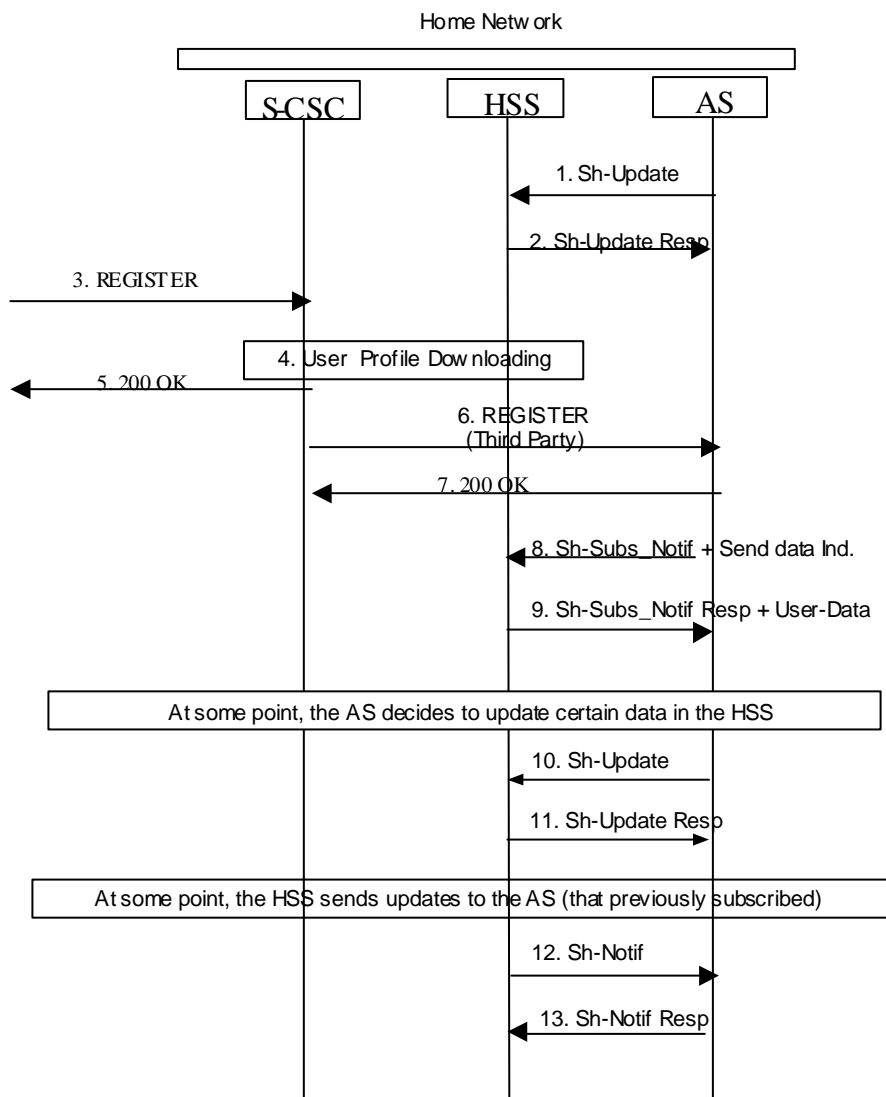 Home Network
S-CSC
HSS
AS
1. Sh-Update
2. Sh-Update Resp
3. REGISTER
4. User Profile Downloading
5. 200 OK
6. REGISTER
(Third Party)
7. 200 OK
8. Sh-Subs_Notif + Send data Ind.
9. Sh-Subs_Notif Resp + User-Data
At some point, the AS decides to update certain data in the HSS
10. Sh-Update
11. Sh-Update Resp
At some point, the HSS sends updates to the AS (that previously subscribed)
12. Sh-Notif
13. Sh-Notif Resp